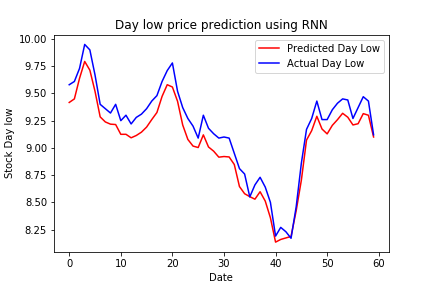 Day low price prediction using RNN
Predicted Day Low
Actual Day Low
Stock Day low
10.00
9.75
9.50
9.25
9.00
8.75
8.50
8.25
0 10 20 30 40 50 60
Date